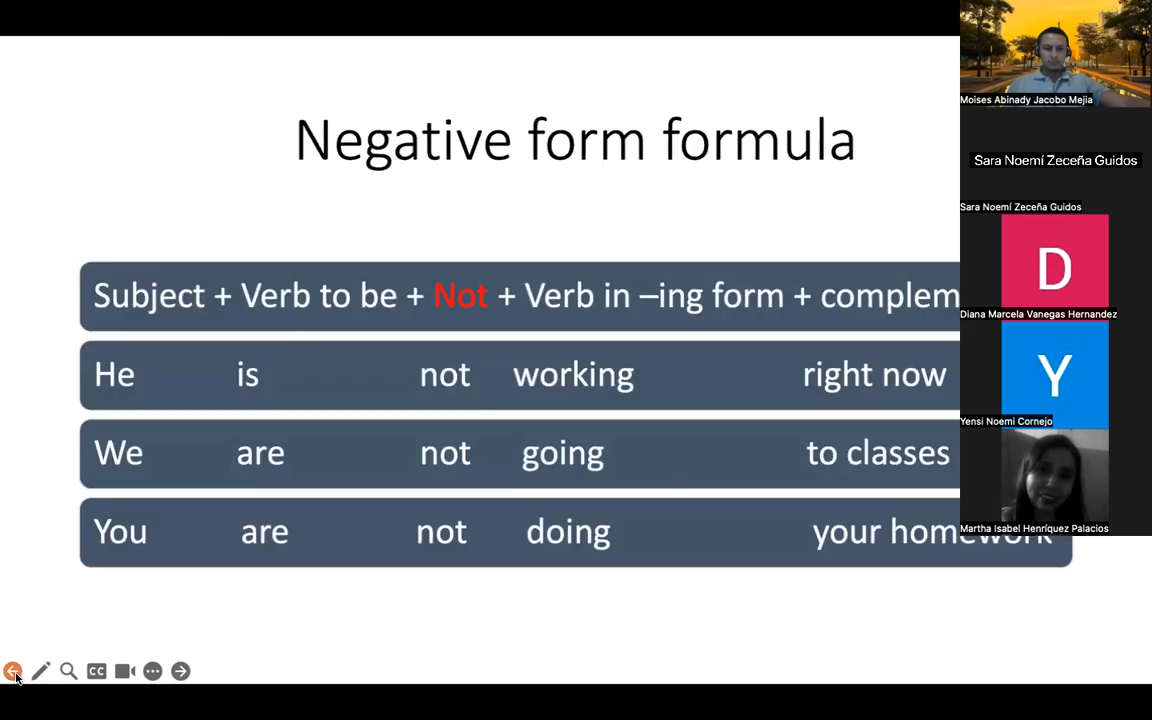 Negative form formula
Subject + Verb to be + Not + Verb in –ing form + complem
He is not working right now
We are not going to classes
You are not doing your homework
CC
Moises Abinady Jacobo Mejia
Sara Noemí Zeceña Guidos
Sara Noemí Zeceña Guidos
D
Diana Marcela Vanegas Hernandez
Y
Yensi Noemi Cornejo
Martha Isabel Henríquez Palacios